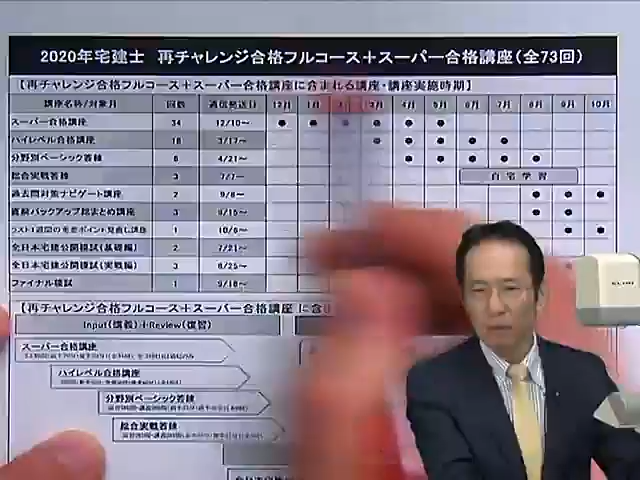 2020年宅建士 再チャレンジ合格フルコース＋スーパー合格講座（全73回）
【再チャレンジ合格フルコース＋スーパー合格講座に含まれる講座・講座実施時期】
講座名称/対象月 回数 通信発送日 12月 1月 3月 4月 5月 6月 7月 8月 9月 10月
スーパー合格講座 34 12/10～ ● ● ● ● ●
ハイレベル合格講座 18 3/17～ ● ● ● ● ●
分野別ベーシック答練 6 4/21～ ● ● ● ● ●
総合実戦答練 3 7/7～ 自宅学習
過去問対策ナビゲート講座 2 9/8～ ● ● ●
直前バックアップ総まとめ講座 3 ● ●
ラスト1週間の重要ポイント見直し講座 1 10/6～ ● ●
全日本宅建公開模試（基礎編） 2 7/21～
全日本宅建公開模試（実戦編） 3 8/25～
ファイナル模試 1
【再チャレンジ合格フルコース＋スーパー合格講座 に含
Input（講義）＋Review（復習）
スーパー合格講座
ハイレベル合格講座
分野別ベーシック答練
総合実戦答練